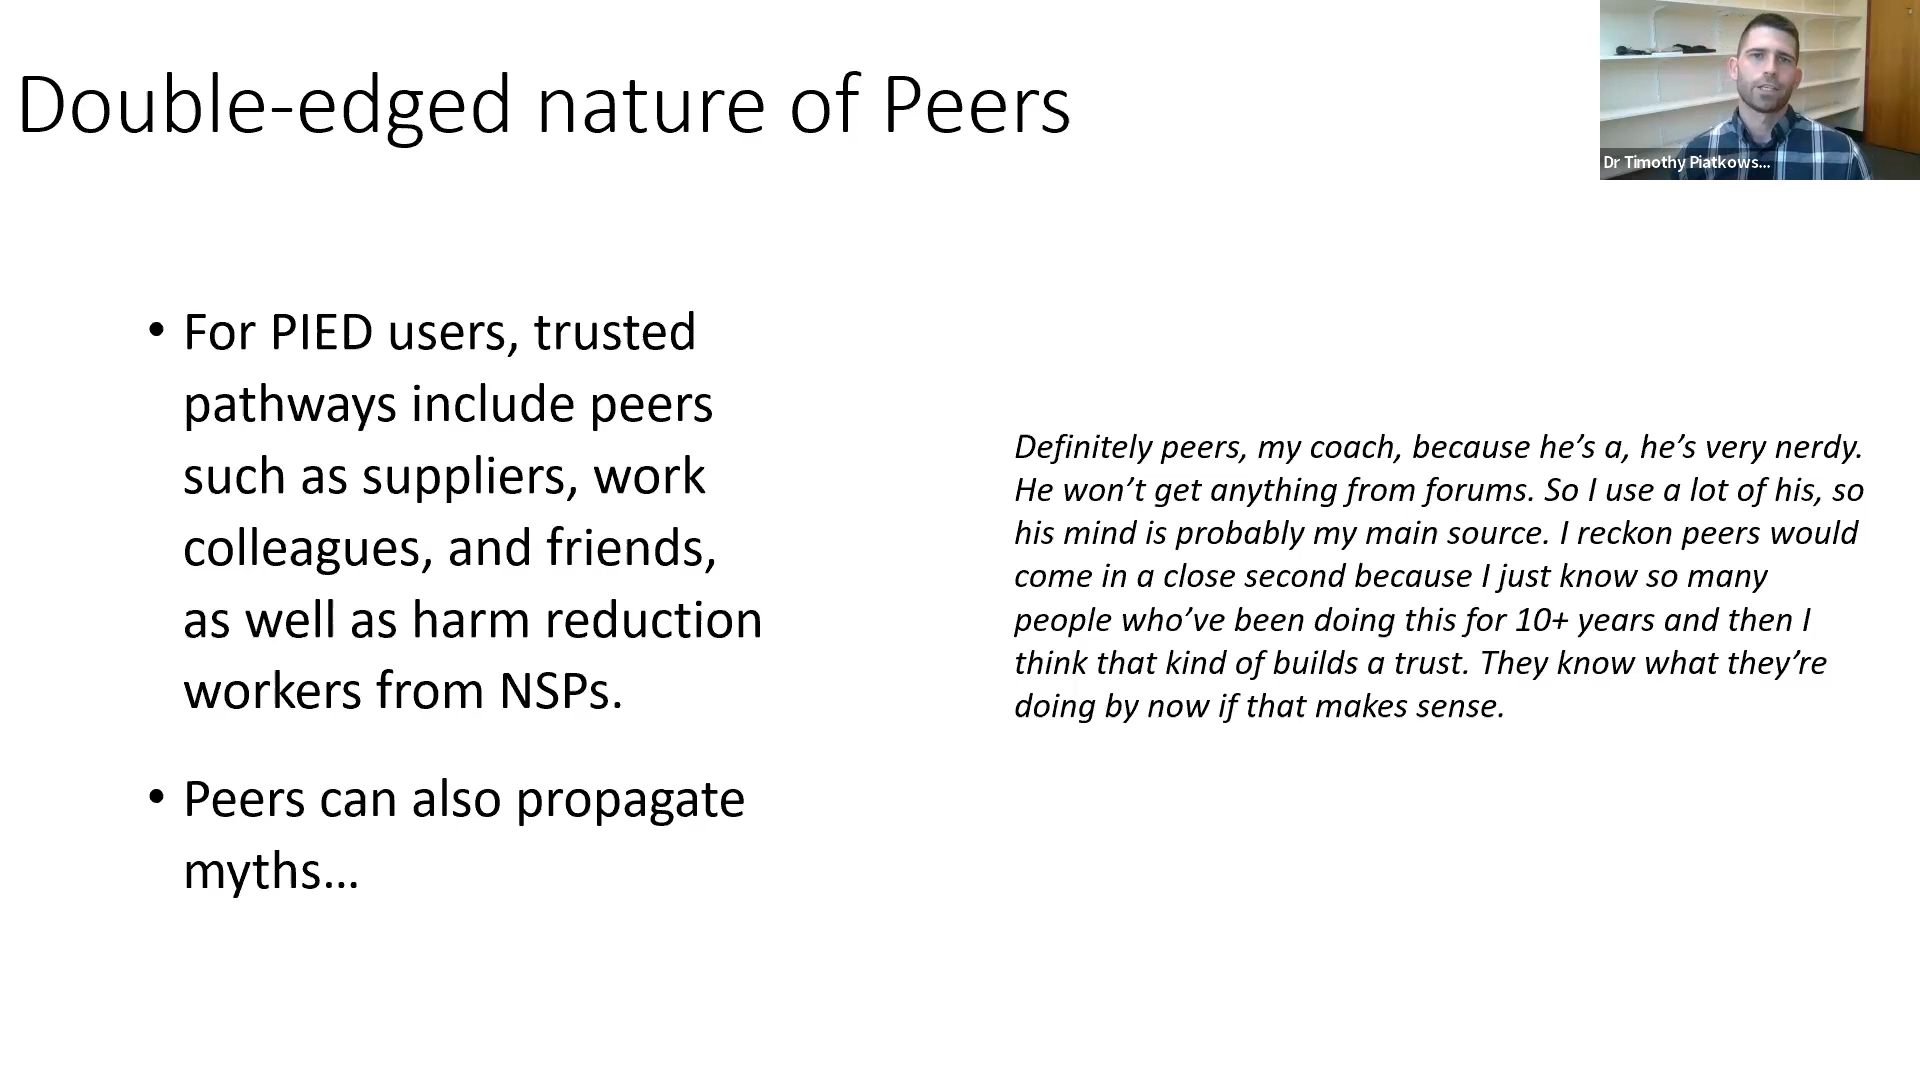 Double-edged nature of Peers
Dr Timothy Piatkows...
• For PIED users, trusted
pathways include peers
such as suppliers, work
colleagues, and friends,
as well as harm reduction
workers from NSPs.
• Peers can also propagate
myths...
Definitely peers, my coach, because he’s a, he’s very nerdy.
He won’t get anything from forums. So I use a lot of his, so
his mind is probably my main source. I reckon peers would
come in a close second because I just know so many
people who’ve been doing this for 10+ years and then I
think that kind of builds a trust. They know what they’re
doing by now if that makes sense.